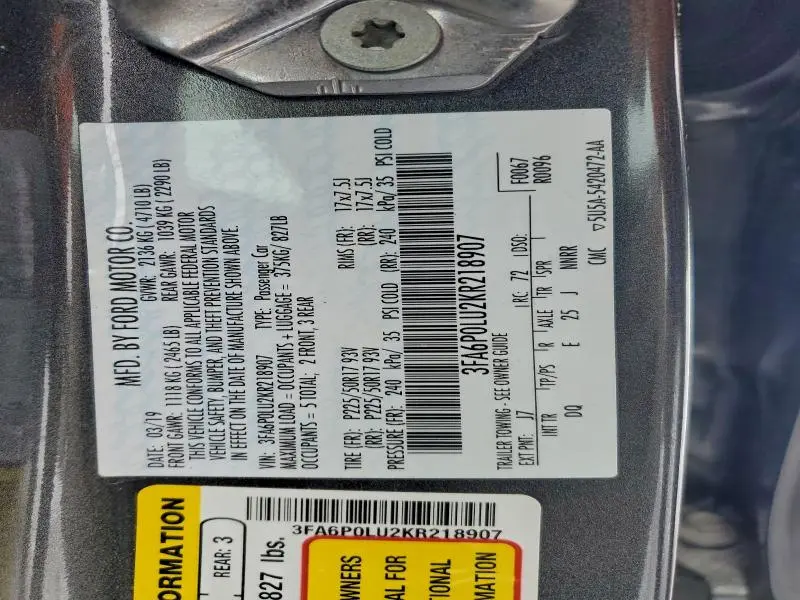 MFD. BY FORD MOTOR CO.
DATE: 03/19 GVWR: 2136 KG (4710 LB)
FRONT GAWR: 1118 KG (2465 LB) REAR GAWR: 1039 KG (2290 LB)
THIS VEHICLE CONFORMS TO ALL APPLICABLE FEDERAL MOTOR
VEHICLE SAFETY, BUMPER, AND THEFT PREVENTION STANDARDS
IN EFFECT ON THE DATE OF MANUFACTURE SHOWN ABOVE
VIN: 3FA6P0LU2KR218907 TYPE: Passenger Car
MAXIMUM LOAD = OCCUPANTS + LUGGAGE = 375KG/ 827LB
OCCUPANTS = 5 TOTAL; 2 FRONT, 3 REAR
TIRE (FR): P225/50R17 93V RIMS (FR): 17x7.5J
(RR): P225/50R17 93V (RR): 17x7.5J
PRESSURE (FR): 240 kPa/ 35 PSI COLD (RR): 240 kPa/ 35 PSI COLD
3FA6P0LU2KR218907
TRAILER TOWING - SEE OWNER GUIDE F0067
R0096
EXT PNT: J7 RC: 72 DSO:
INT TR TP/PS R AXLE TR SPR
DQ E 25 J NNRR
CMC ▽5U5A-5420472-AA
ORMATION
REAR: 3
827 lbs.
3FA6P0LU2KR218907
WNERS
AL FOR
TIONAL
MATION